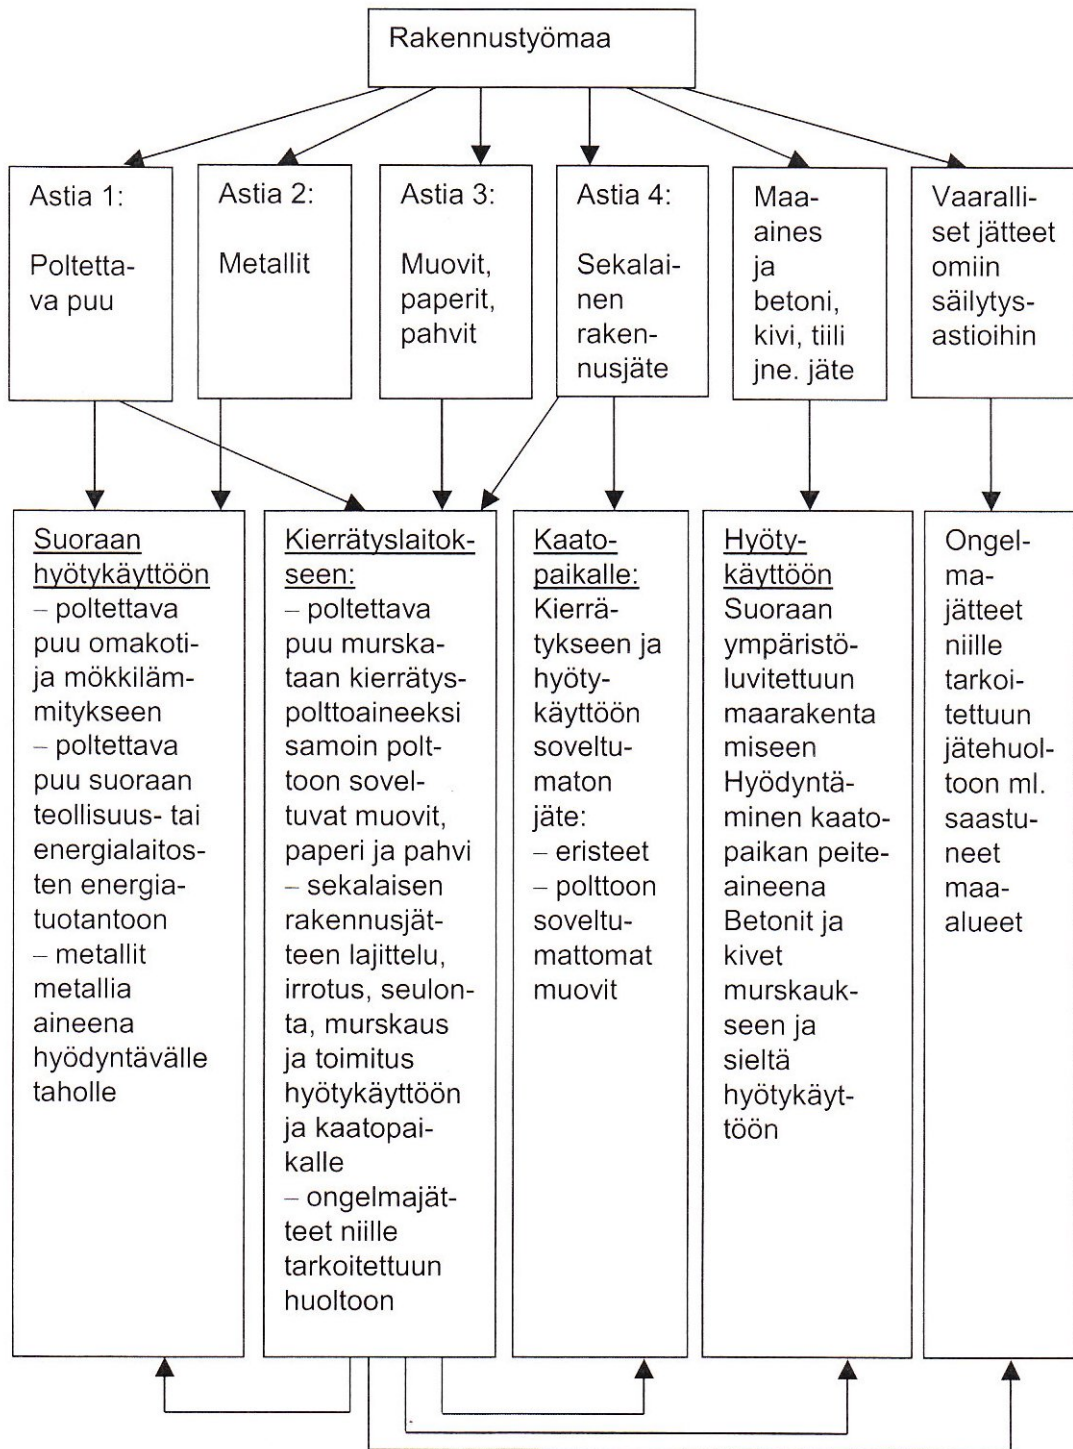 Rakennustyömaa
Astia 1:
Poltetta-
va puu
Astia 2:
Metallit
Astia 3:
Muovit,
paperit,
pahvit
Astia 4:
Sekalai-
nen
raken-
nusjäte
Maa-
aines
ja
betoni,
kivi, tiili
jne. jäte
Vaaralli-
set jätteet
omiin
säilytys-
astioihin
Suoraan
hyötykäyttöön
– poltettava
puu omakoti-
ja mökkiläm-
mitykseen
– poltettava
puu suoraan
teollisuus- tai
energialaitos-
ten energia-
tuotantoon
– metallit
metallia
aineena
hyödyntävälle
taholle
Kierrätyslaitok-
seen:
– poltettava
puu murska-
taan kierrätys-
polttoaineeksi
samoin polt-
toon sovel-
tuvat muovit,
paperi ja pahvi
– sekalaisen
rakennusjät-
teen lajittelu,
irrotus, seulon-
ta, murskaus
ja toimitus
hyötykäyttöön
ja kaatopai-
kalle
– ongelmajät-
teet niille
tarkoitettuun
huoltoon
Kaato-
paikalle:
Kierrä-
tykseen ja
hyöty-
käyttöön
soveltu-
maton
jäte:
– eristeet
– polttoon
soveltu-
mattomat
muovit
Hyöty-
käyttöön
Suoraan
ympäristö-
luvitettuun
maarakenta
miseen
Hyödyntä-
minen kaato-
paikan peite-
aineena
Betonit ja
kivet
murskauk-
seen ja
sieltä
hyötykäyt-
töön
Ongel-
ma-
jätteet
niille
tarkoi-
tettuun
jätehuol-
toon ml.
saastu-
neet
maa-
alueet